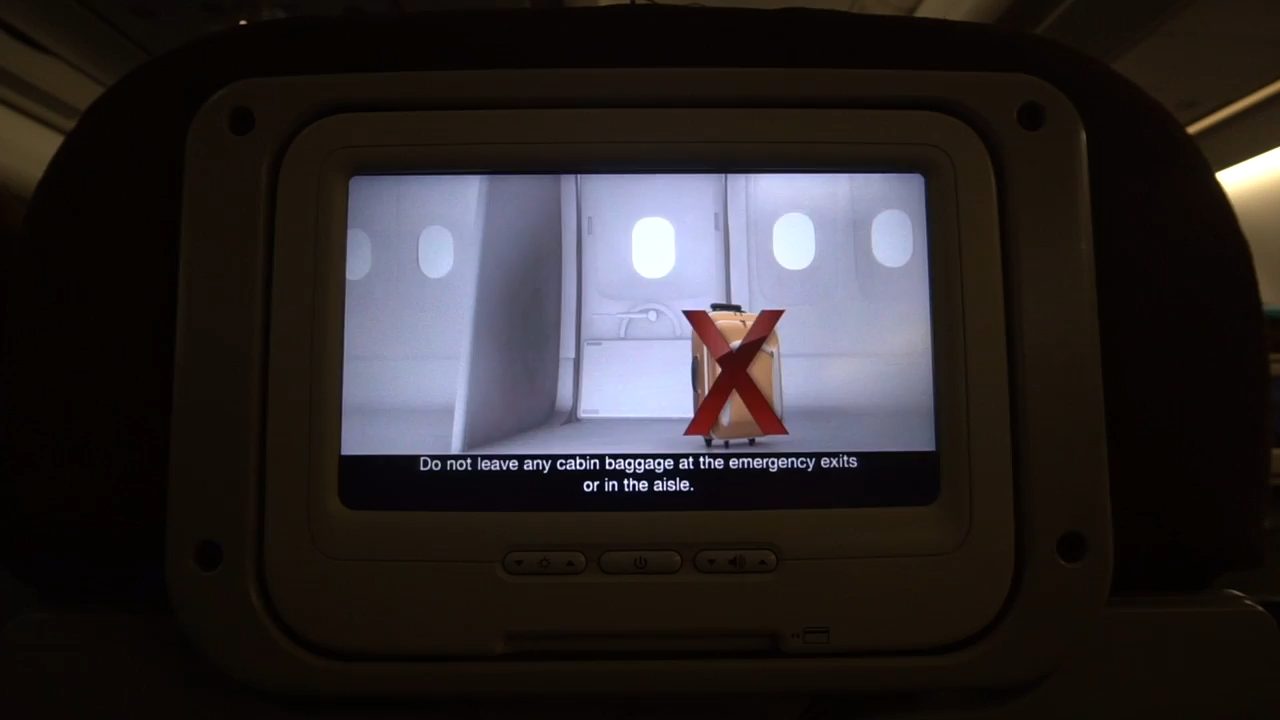 Do not leave any cabin baggage at the emergency exits
or in the aisle.